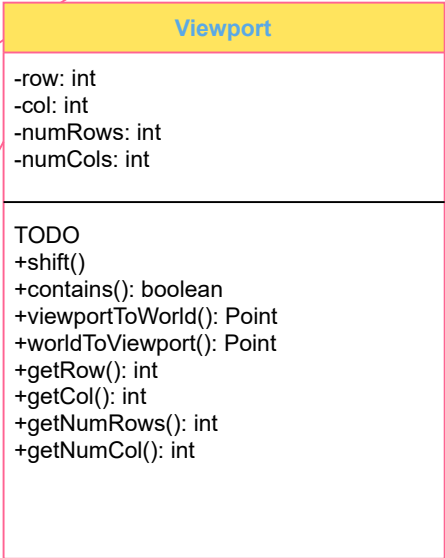 Viewport
-row: int
-col: int
-numRows: int
-numCols: int
TODO
+shift()
+contains(): boolean
+viewportToWorld(): Point
+worldToViewport(): Point
+getRow(): int
+getCol(): int
+getNumRows(): int
+getNumCol(): int